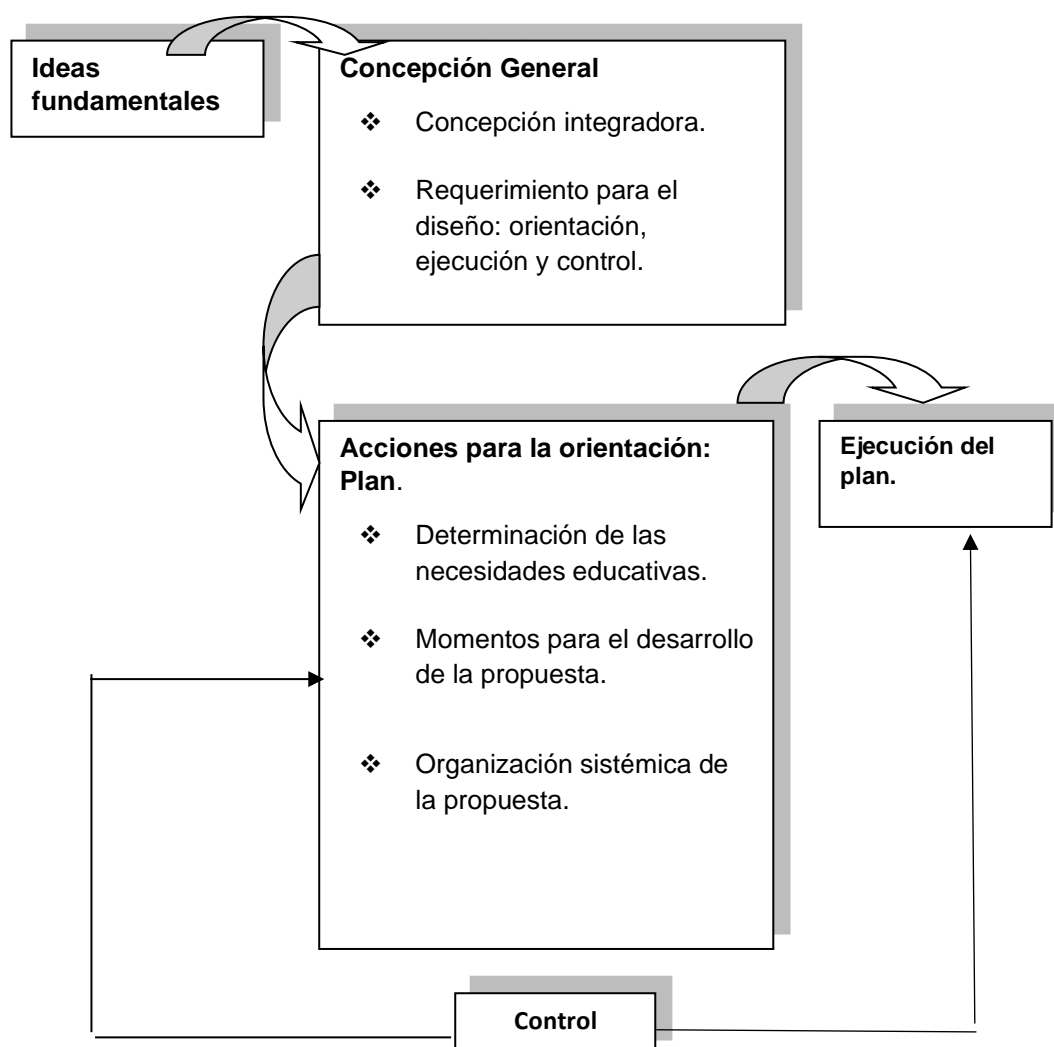 Ideas
fundamentales
Concepción General
❖ Concepción integradora.
❖ Requerimiento para el
diseño: orientación,
ejecución y control.
Acciones para la orientación:
Plan.
❖ Determinación de las
necesidades educativas.
❖ Momentos para el desarrollo
de la propuesta.
❖ Organización sistémica de
la propuesta.
Ejecución del
plan.
Control